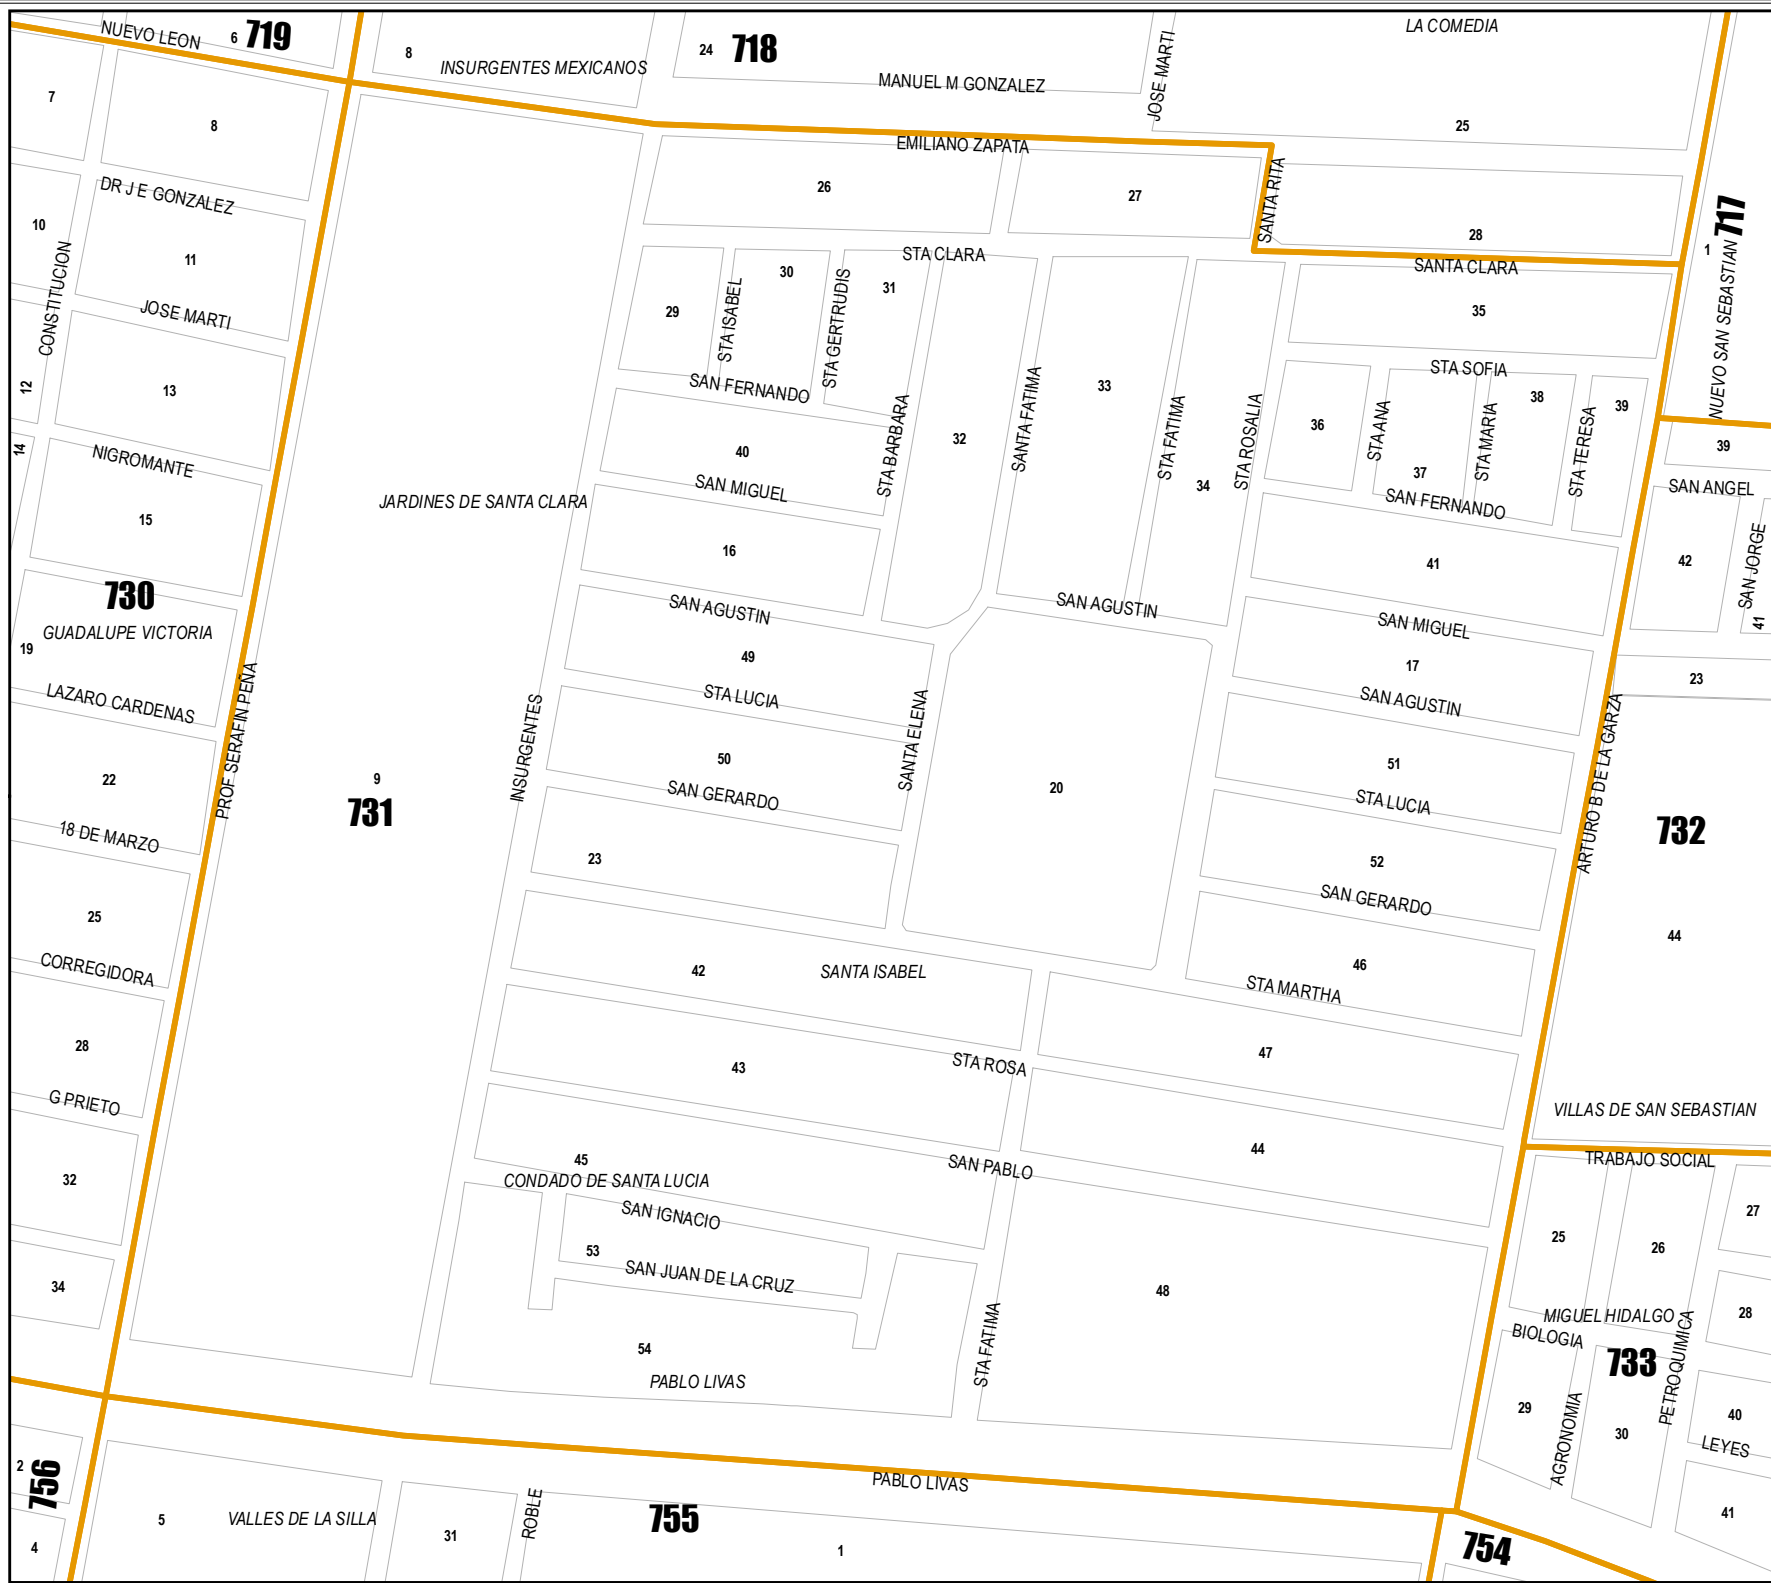 NUEVO LEON
6
719
8
INSURGENTES MEXICANOS
24
718
MANUEL M GONZALEZ
JOSE MARTI
LA COMEDIA
25
7
8
EMILIANO ZAPATA
DR J E GONZALEZ
26
27
SANTA RITA
28
1
717
NUEVO SAN SEBASTIAN
10
11
CONSTITUCION
JOSE MARTI
STA CLARA
SANTA CLARA
29
STA ISABEL
30
STA GERTRUDIS
31
35
12
13
SAN FERNANDO
STA BARBARA
32
SANTA FATIMA
33
STA FATIMA
34
STA ROSALIA
STA SOFIA
36
STA ANA
37
STA MARIA
38
STA TERESA
39
39
14
NIGROMANTE
40
SAN MIGUEL
SAN FERNANDO
SAN ANGEL
JARDINES DE SANTA CLARA
15
16
41
42
SAN JORGE
41
730
GUADALUPE VICTORIA
19
SAN AGUSTIN
SAN AGUSTIN
SAN MIGUEL
49
17
23
LAZARO CARDENAS
PROF SERAFIN PEÑA
STA LUCIA
SANTA ELENA
SAN AGUSTIN
ARTURO B DE LA GARZA
INSURGENTES
22
9
731
50
SAN GERARDO
20
51
STA LUCIA
732
18 DE MARZO
23
52
SAN GERARDO
25
44
CORREGIDORA
42
SANTA ISABEL
46
STA MARTHA
28
43
STA ROSA
47
G PRIETO
VILLAS DE SAN SEBASTIAN
32
45
CONDADO DE SANTA LUCIA
SAN PABLO
44
TRABAJO SOCIAL
SAN IGNACIO
53
SAN JUAN DE LA CRUZ
25
26
27
34
48
28
MIGUEL HIDALGO
BIOLOGIA
733
PETROQUIMICA
54
PABLO LIVAS
STA FATIMA
29
AGRONOMIA
30
40
LEYES
2
756
4
5
VALLES DE LA SILLA
31
ROBLE
755
PABLO LIVAS
1
754
41